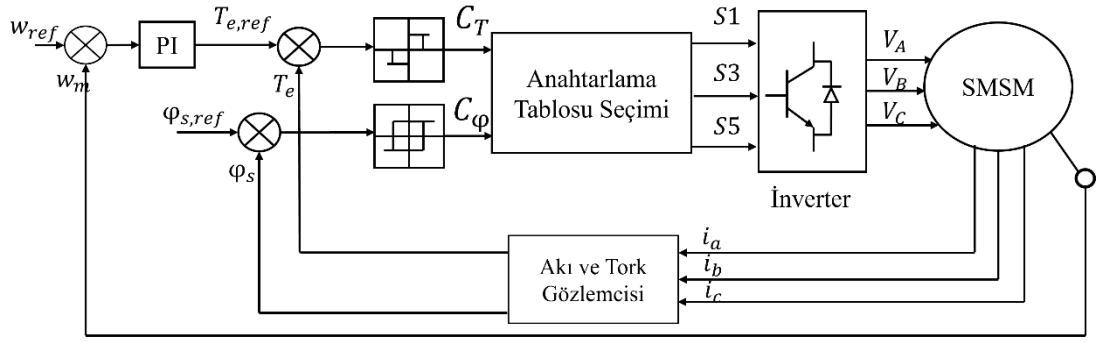 w_ref
w_m
PI
T_e,ref
T_e
C_T
φ_s,ref
φ_s
C_φ
Anahtarlama
Tablosu Seçimi
S1
S3
S5
İnverter
V_A
V_B
V_C
SMSM
i_a
i_b
i_c
Akı ve Tork
Gözlemcisi